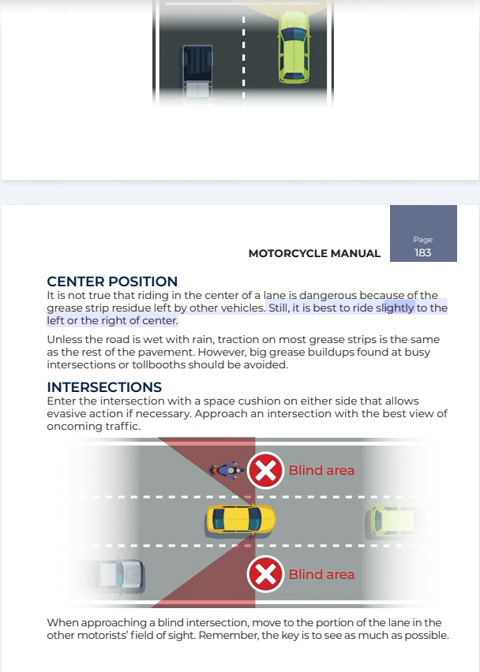 Page
MOTORCYCLE MANUAL 183
CENTER POSITION
It is not true that riding in the center of a lane is dangerous because of the
grease strip residue left by other vehicles. Still, it is best to ride slightly to the
left or the right of center.
Unless the road is wet with rain, traction on most grease strips is the same
as the rest of the pavement. However, big grease buildups found at busy
intersections or tollbooths should be avoided.
INTERSECTIONS
Enter the intersection with a space cushion on either side that allows
evasive action if necessary. Approach an intersection with the best view of
oncoming traffic.
Blind area
Blind area
When approaching a blind intersection, move to the portion of the lane in the
other motorists’ field of sight. Remember, the key is to see as much as possible.